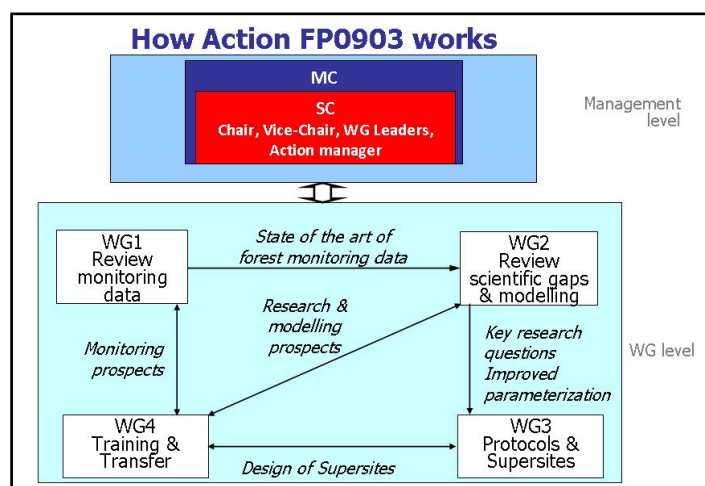 How Action FP0903 works
MC
SC
Chair, Vice-Chair, WG Leaders,
Action manager
Management
level
WG1
Review
monitoring
data
State of the art of
forest monitoring data
WG2
Review
scientific gaps
& modelling
Research &
modelling
prospects
Monitoring
prospects
Key research
questions
Improved
parameterization
WG level
WG4
Training &
Transfer
Design of Supersites
WG3
Protocols &
Supersites